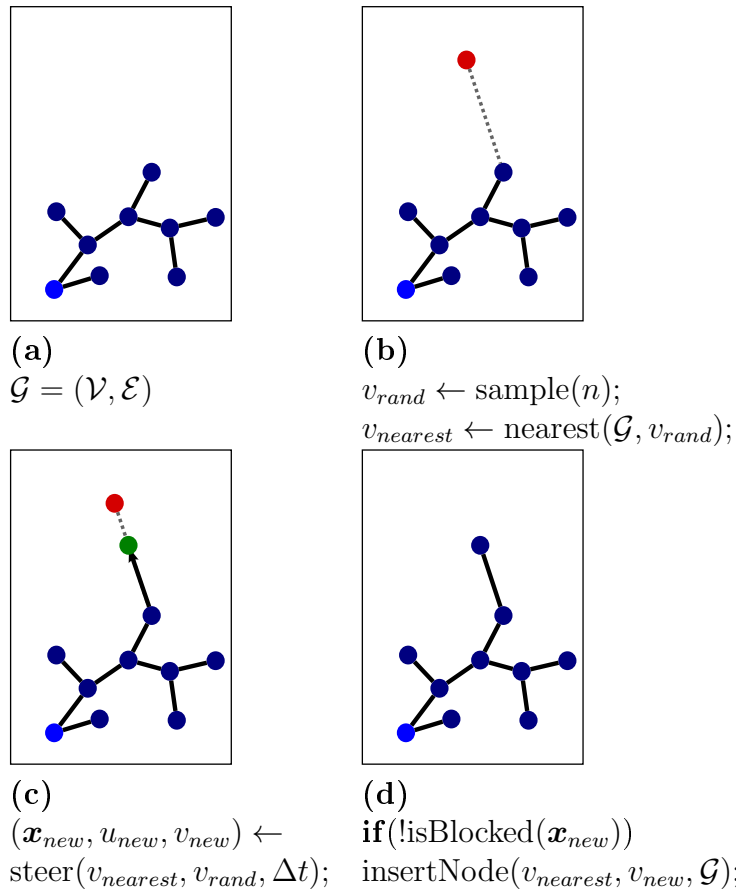 (a)
𝒢 = (𝒱, ℰ)
(b)
v_rand ← sample(n);
v_nearest ← nearest(𝒢, v_rand);
(c)
(𝒙_new, u_new, v_new) ←
steer(v_nearest, v_rand, Δt);
(d)
if(!isBlocked(𝒙_new))
insertNode(v_nearest, v_new, 𝒢);